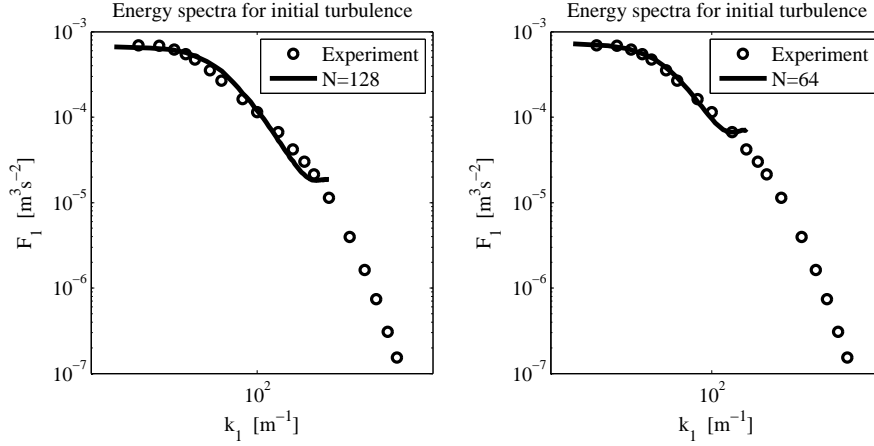 Energy spectra for initial turbulence
10^-3
10^-4
10^-5
10^-6
10^-7
F_1 [m^3s^-2]
Experiment
N=128
10^2
k_1 [m^-1]
Energy spectra for initial turbulence
10^-3
10^-4
10^-5
10^-6
10^-7
F_1 [m^3s^-2]
Experiment
N=64
10^2
k_1 [m^-1]